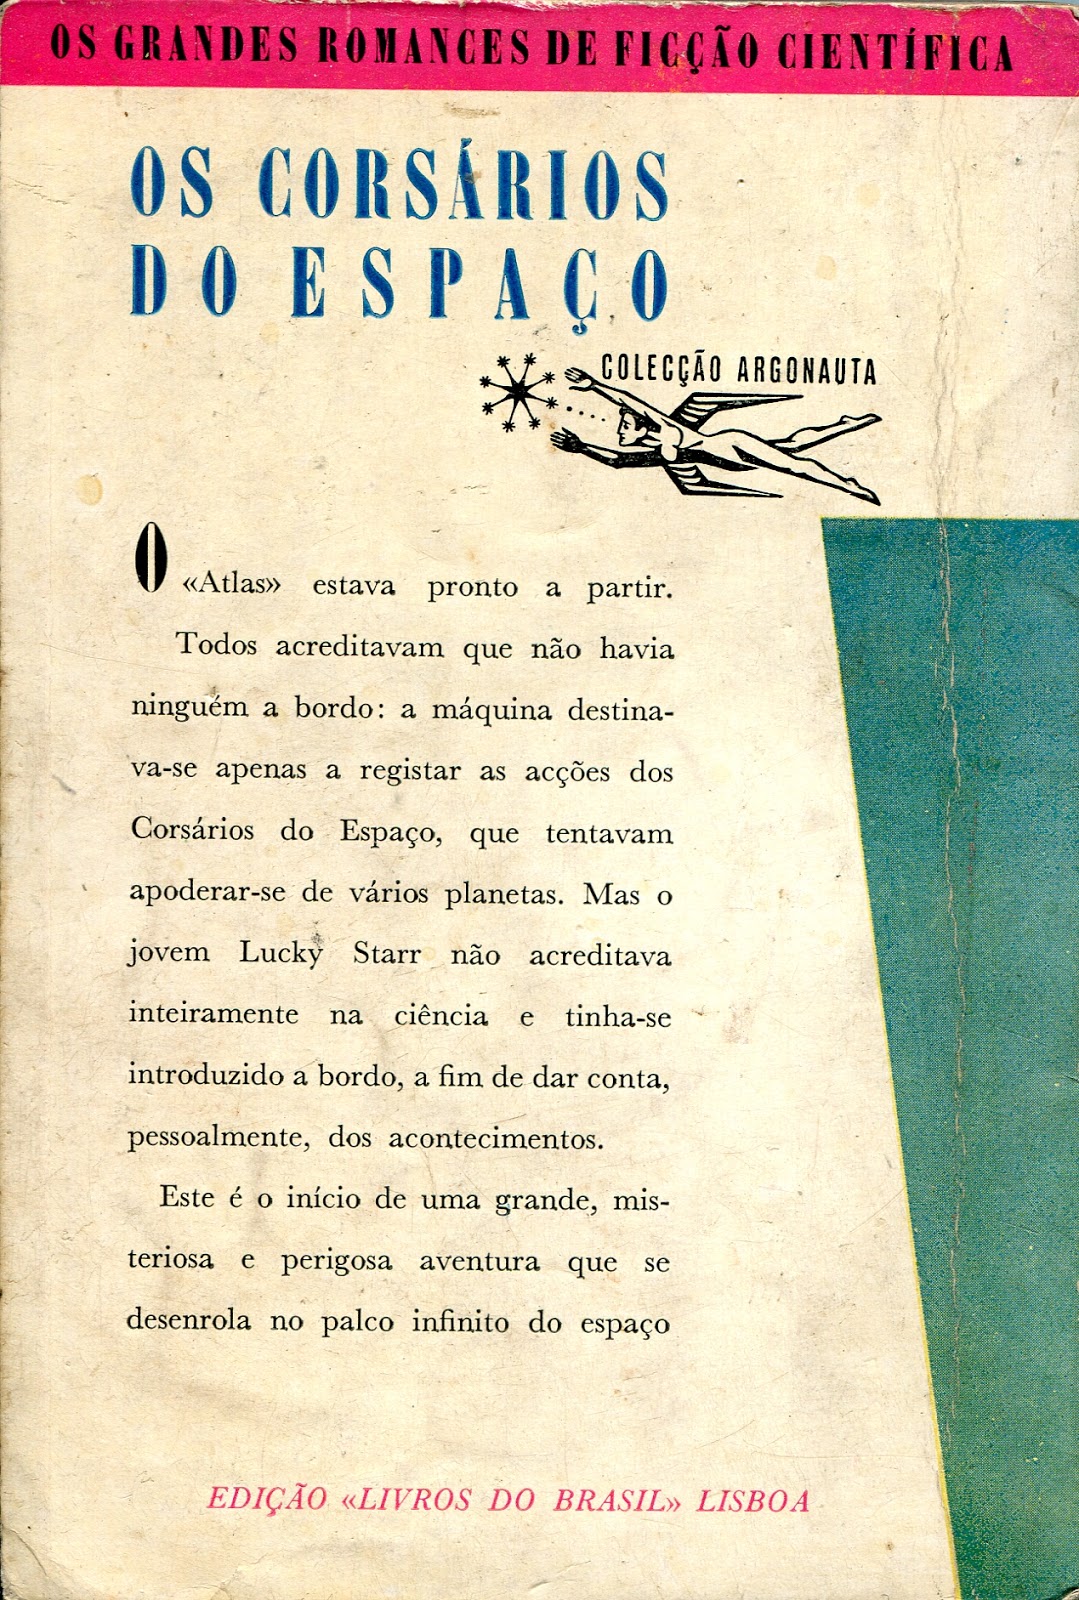 OS GRANDES ROMANCES DE FICÇÃO CIENTÍFICA
OS CORSÁRIOS
DO ESPAÇO
COLECÇÃO ARGONAUTA
O «Atlas» estava pronto a partir.
Todos acreditavam que não havia
ninguém a bordo: a máquina destina-
va-se apenas a registar as acções dos
Corsários do Espaço, que tentavam
apoderar-se de vários planetas. Mas o
jovem Lucky Starr não acreditava
inteiramente na ciência e tinha-se
introduzido a bordo, a fim de dar conta,
pessoalmente, dos acontecimentos.
Este é o início de uma grande, mis-
teriosa e perigosa aventura que se
desenrola no palco infinito do espaço
EDIÇÃO «LIVROS DO BRASIL» LISBOA